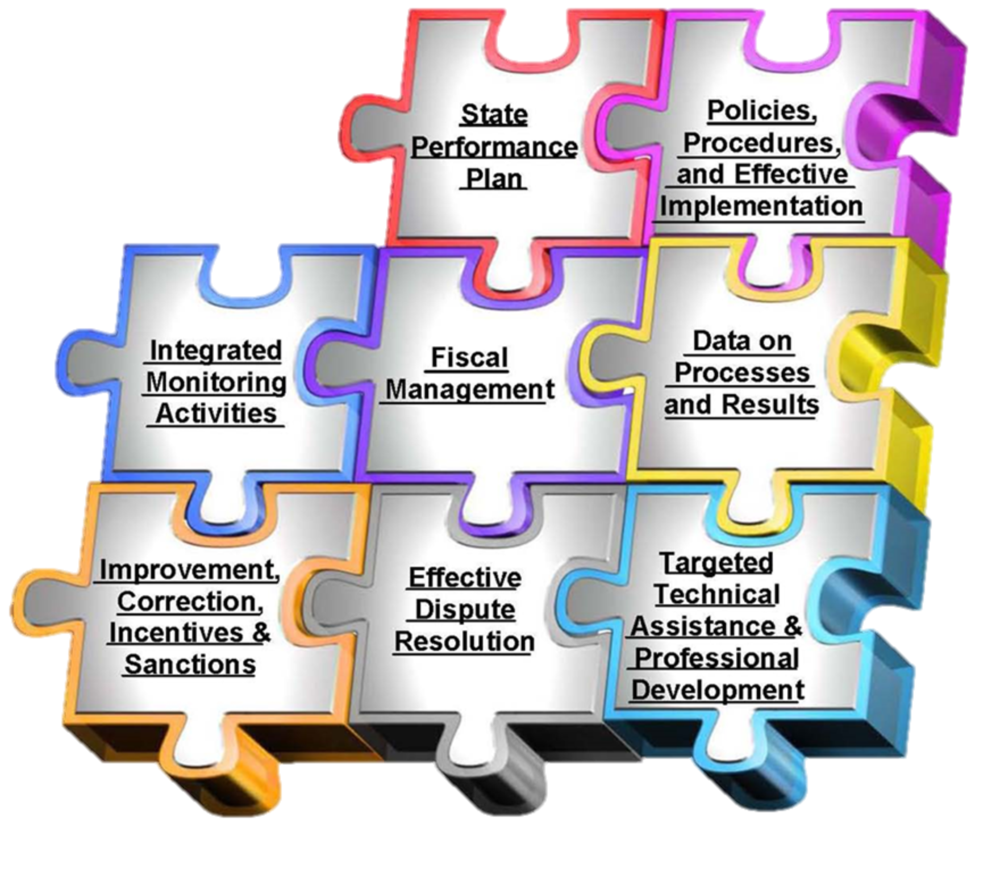 State
Performance
Plan
Policies,
Procedures,
and Effective
Implementation
Integrated
Monitoring
Activities
Fiscal
Management
Data on
Processes
and Results
Improvement,
Correction,
Incentives &
Sanctions
Effective
Dispute
Resolution
Targeted
Technical
Assistance &
Professional
Development